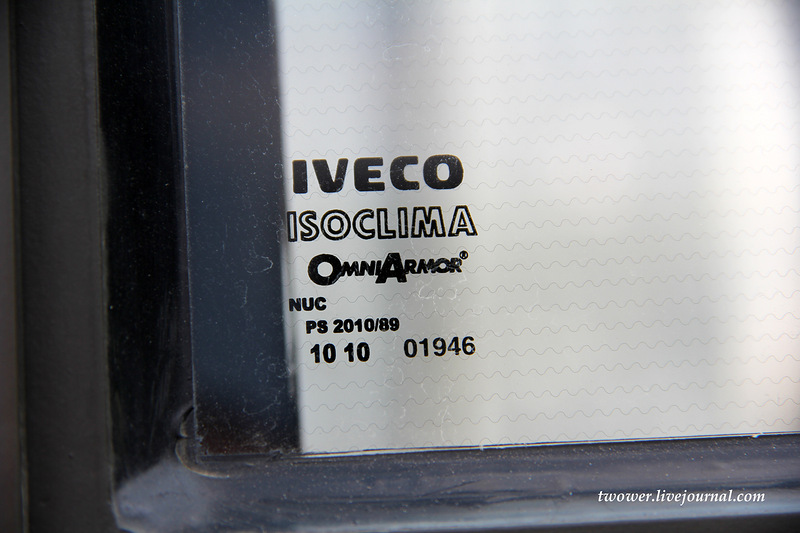 IVECO
ISOCLIMA
OMNIARMOR®
NUC
PS 2010/89
10 10 01946
twower.livejournal.com